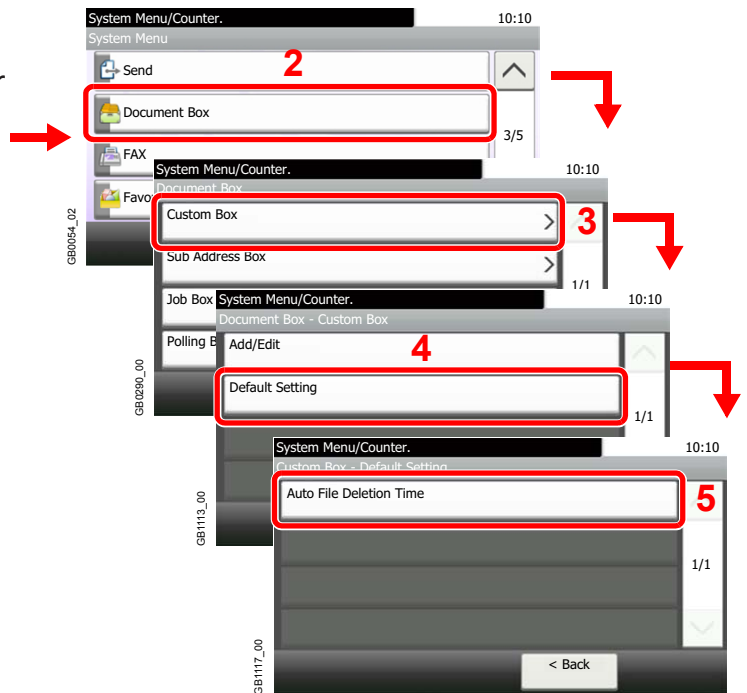 System Menu/Counter. 10:10
System Menu
Send 2
r
Document Box
3/5
FAX
Favo
GB0054_02
System Menu/Counter. 10:10
Document Box
Custom Box > 3
Sub Address Box >
1/1
Job Box
Polling B
GB0290_00
System Menu/Counter. 10:10
Document Box - Custom Box
Add/Edit 4
Default Setting
1/1
GB1113_00
System Menu/Counter. 10:10
Custom Box - Default Setting
Auto File Deletion Time 5
1/1
< Back
GB1117_00